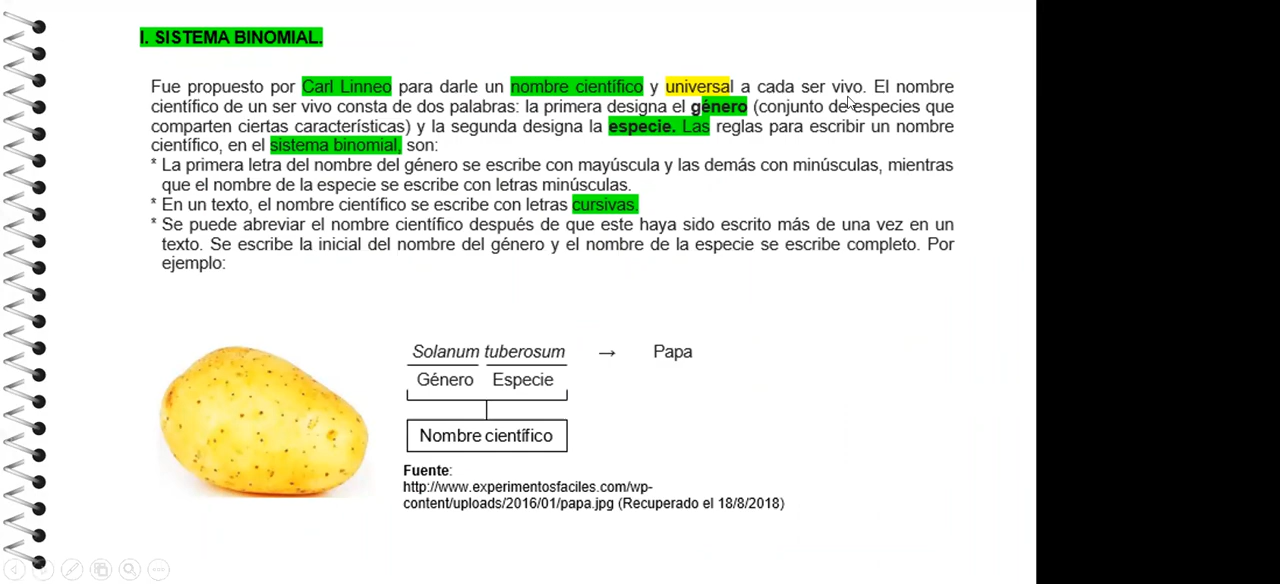 I. SISTEMA BINOMIAL.
Fue propuesto por Carl Linneo para darle un nombre científico y universal a cada ser vivo. El nombre
científico de un ser vivo consta de dos palabras: la primera designa el género (conjunto de especies que
comparten ciertas características) y la segunda designa la especie. Las reglas para escribir un nombre
científico, en el sistema binomial, son:
* La primera letra del nombre del género se escribe con mayúscula y las demás con minúsculas, mientras
que el nombre de la especie se escribe con letras minúsculas.
* En un texto, el nombre científico se escribe con letras cursivas.
* Se puede abreviar el nombre científico después de que este haya sido escrito más de una vez en un
texto. Se escribe la inicial del nombre del género y el nombre de la especie se escribe completo. Por
ejemplo:
Solanum tuberosum → Papa
Género Especie
Nombre científico
Fuente:
http://www.experimentosfaciles.com/wp-
content/uploads/2016/01/papa.jpg (Recuperado el 18/8/2018)